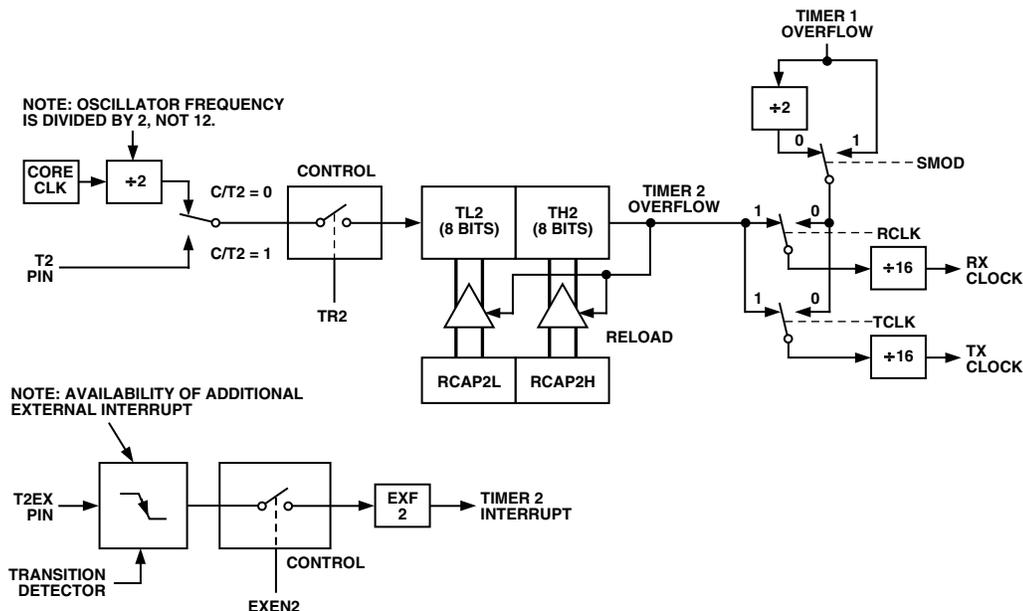 TIMER 1
OVERFLOW
NOTE: OSCILLATOR FREQUENCY
IS DIVIDED BY 2, NOT 12.
÷2
0
1
SMOD
CORE
CLK
÷2
C/T2 = 0
C/T2 = 1
T2
PIN
CONTROL
TR2
TL2
(8 BITS)
TH2
(8 BITS)
TIMER 2
OVERFLOW
RELOAD
RCAP2L
RCAP2H
1
0
RCLK
÷16
RX
CLOCK
1
0
TCLK
÷16
TX
CLOCK
NOTE: AVAILABILITY OF ADDITIONAL
EXTERNAL INTERRUPT
T2EX
PIN
TRANSITION
DETECTOR
CONTROL
EXEN2
EXF
2
TIMER 2
INTERRUPT